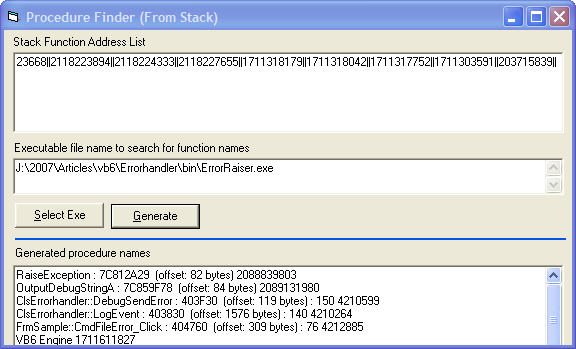 Procedure Finder (From Stack)
Stack Function Address List
23668||2118223894||2118224333||2118227655||1711318179||1711318042||1711317752||1711303591||203715839||
Executable file name to search for function names
J:\2007\Articles\vb6\Errorhandler\bin\ErrorRaiser.exe
Select Exe Generate
Generated procedure names
RaiseException : 7C812A29 (offset: 82 bytes) 2088839803
OutputDebugStringA : 7C859F78 (offset: 84 bytes) 2089131980
ClsErrorhandler::DebugSendError : 403F30 (offset: 119 bytes) : 150 4210599
ClsErrorhandler::LogEvent : 403830 (offset: 1576 bytes) : 140 4210264
FrmSample::CmdFileError_Click : 404760 (offset: 309 bytes) : 76 4212885
VB6 Engine 1711611827